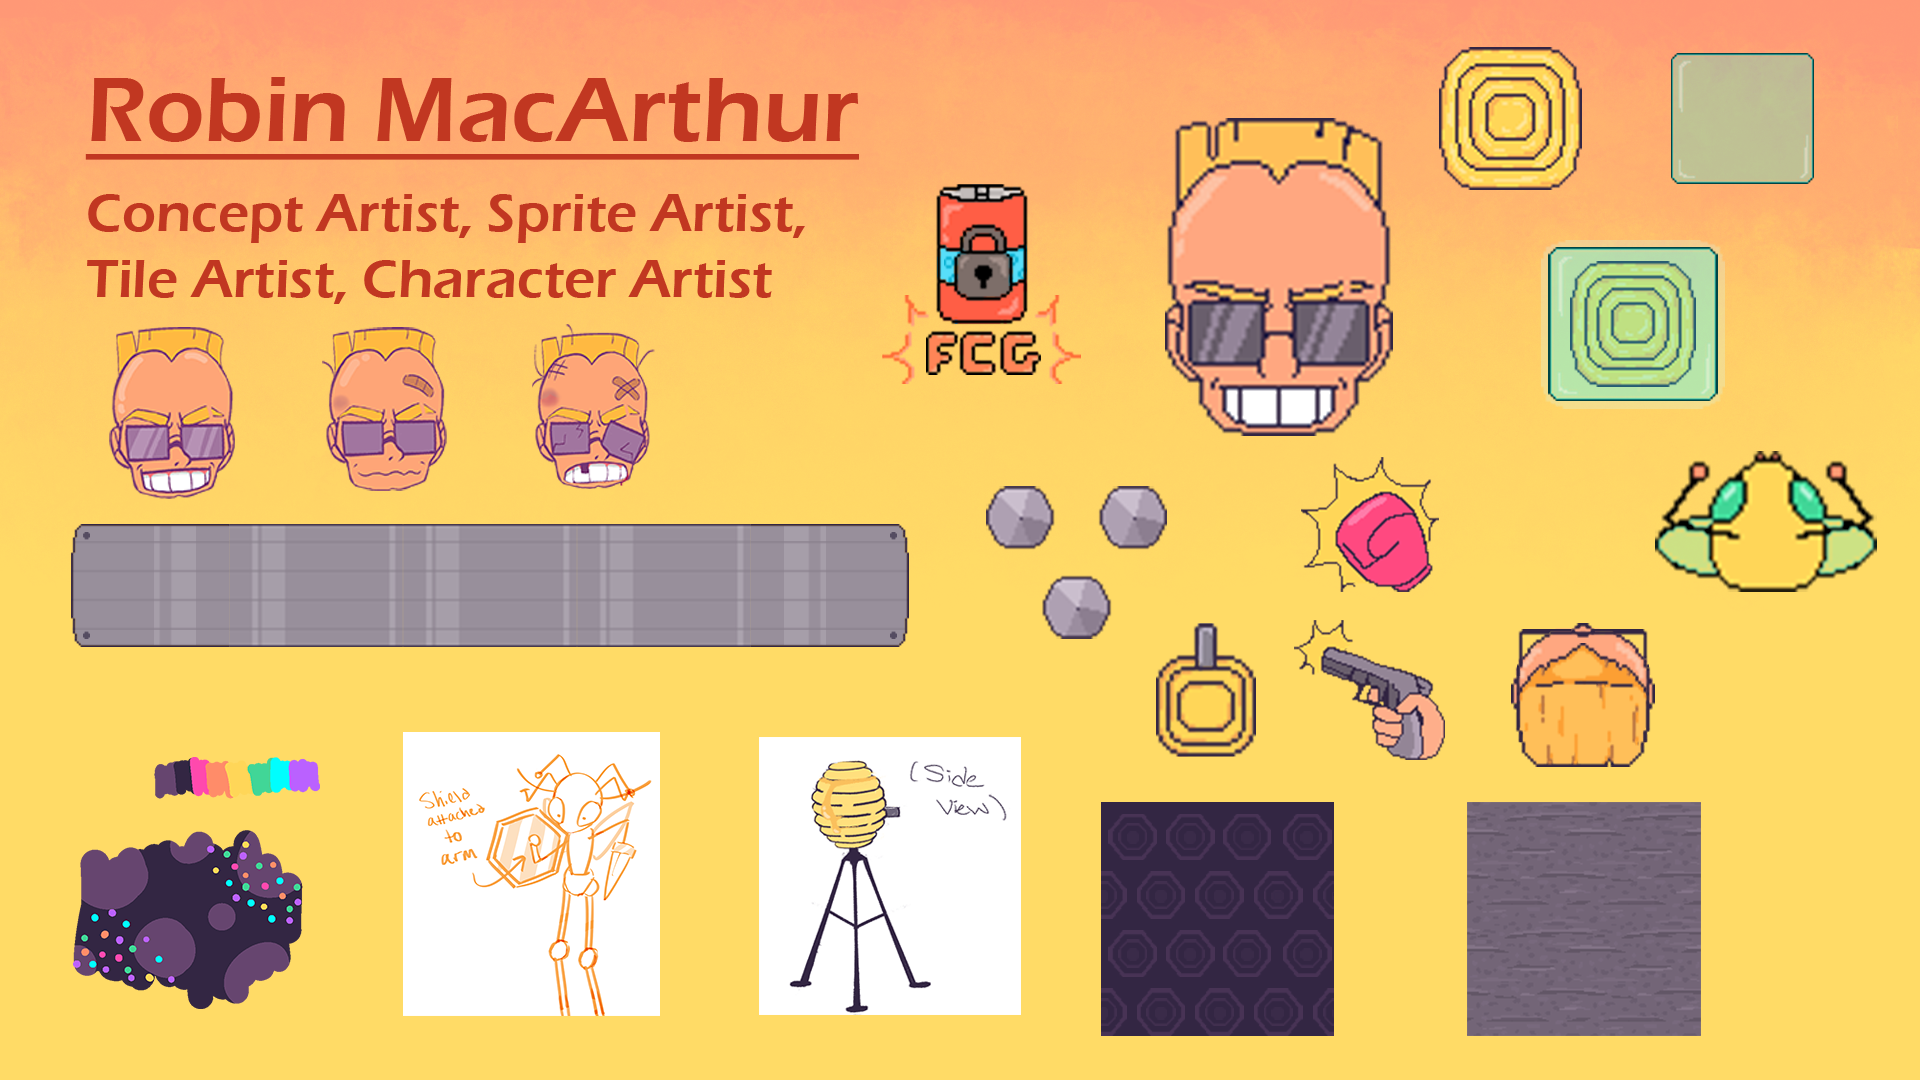 Robin MacArthur
Concept Artist, Sprite Artist,
Tile Artist, Character Artist
FCG
Shield
attached
to
arm
(Side
View)